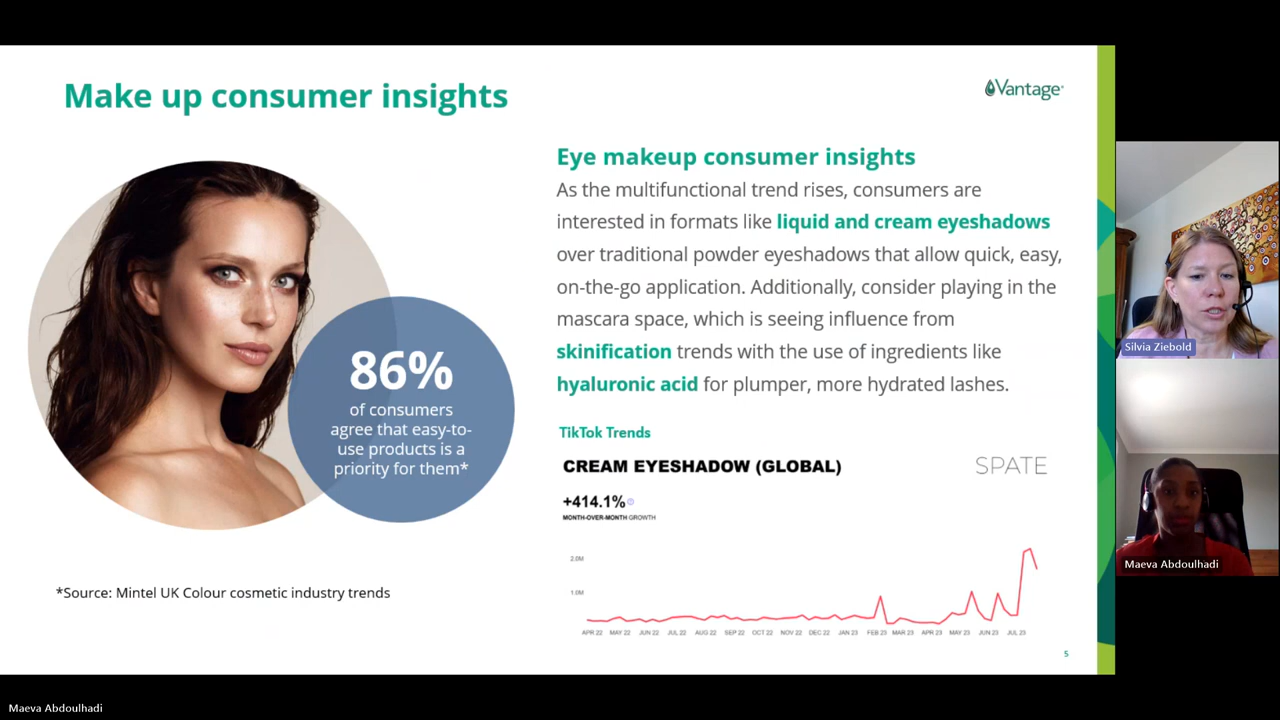 Make up consumer insights
Vantage
Eye makeup consumer insights
As the multifunctional trend rises, consumers are
interested in formats like liquid and cream eyeshadows
over traditional powder eyeshadows that allow quick, easy,
on-the-go application. Additionally, consider playing in the
mascara space, which is seeing influence from
skinification trends with the use of ingredients like
hyaluronic acid for plumper, more hydrated lashes.
86%
of consumers
agree that easy-to-
use products is a
priority for them*
*Source: Mintel UK Colour cosmetic industry trends
TikTok Trends
CREAM EYESHADOW (GLOBAL)
SPATE
+414.1%
MONTH-OVER-MONTH GROWTH
2.0M
1.0M
APR 22 MAY 22 JUN 22 JUL 22 AUG 22 SEP 22 OCT 22 NOV 22 DEC 22 JAN 23 FEB 23 MAR 23 APR 23 MAY 23 JUN 23 JUL 23
5
Silvia Ziebold
Maeva Abdoulhadi
Maeva Abdoulhadi